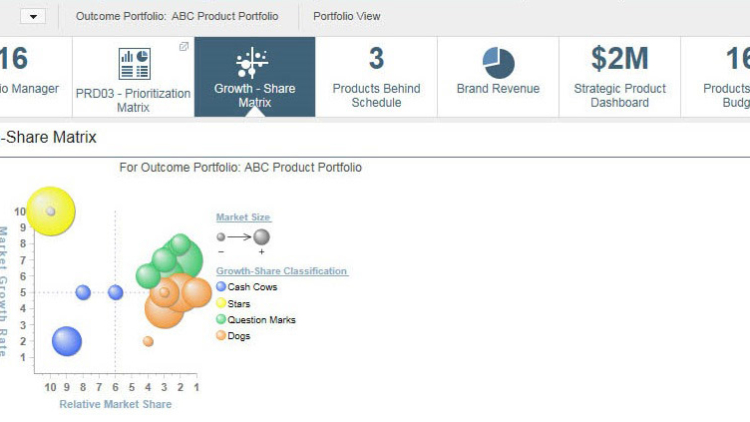 Outcome Portfolio: ABC Product Portfolio
Portfolio View
16
io Manager
PRD03 - Prioritization
Matrix
Growth - Share
Matrix
3
Products Behind
Schedule
Brand Revenue
$2M
Strategic Product
Dashboard
16
Products
Budg
-Share Matrix
For Outcome Portfolio: ABC Product Portfolio
Market Growth Rate
10
9
8
7
6
5
4
3
2
1
10 9 8 7 6 5 4 3 2 1
Relative Market Share
Market Size
- +
Growth-Share Classification
Cash Cows
Stars
Question Marks
Dogs